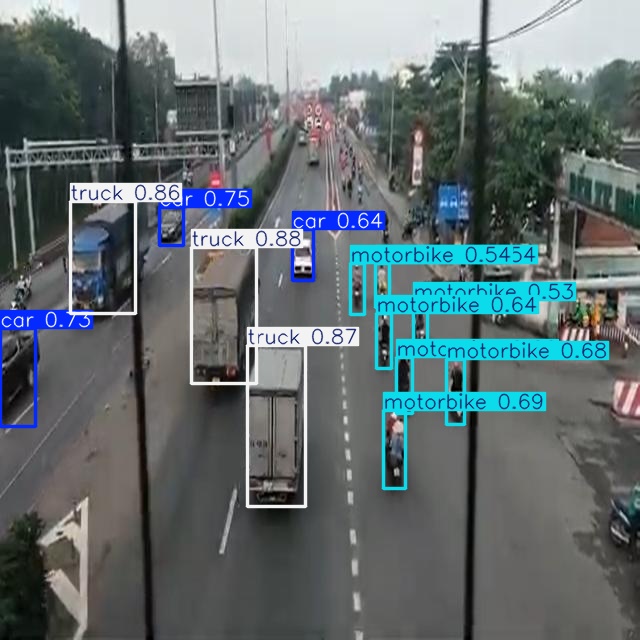 truck 0.86
car 0.75
car 0.64
truck 0.88
motorbike 0.5454
motorbike 0.53
motorbike 0.64
car 0.73
truck 0.87
motorbike 0.68
motorbike 0.69